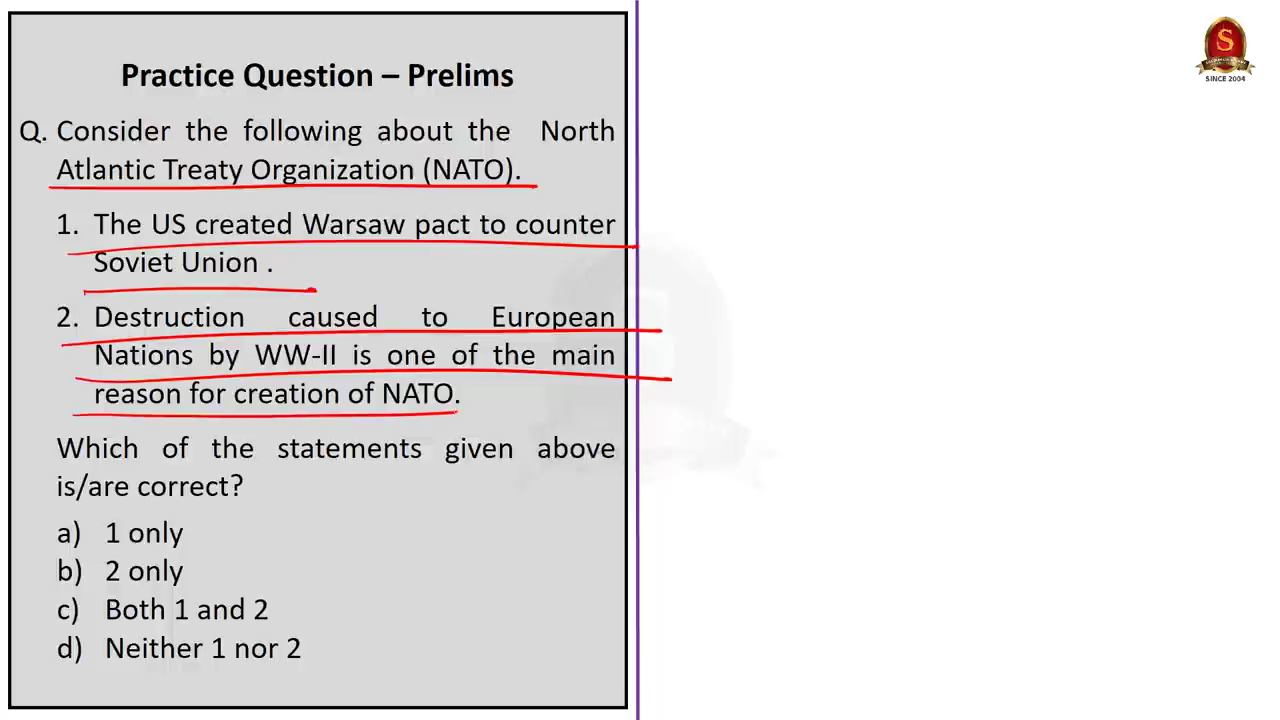 Practice Question – Prelims
Q. Consider the following about the North
Atlantic Treaty Organization (NATO).
1. The US created Warsaw pact to counter
Soviet Union .
2. Destruction caused to European
Nations by WW-II is one of the main
reason for creation of NATO.
Which of the statements given above
is/are correct?
a) 1 only
b) 2 only
c) Both 1 and 2
d) Neither 1 nor 2
S
SINCE 2004